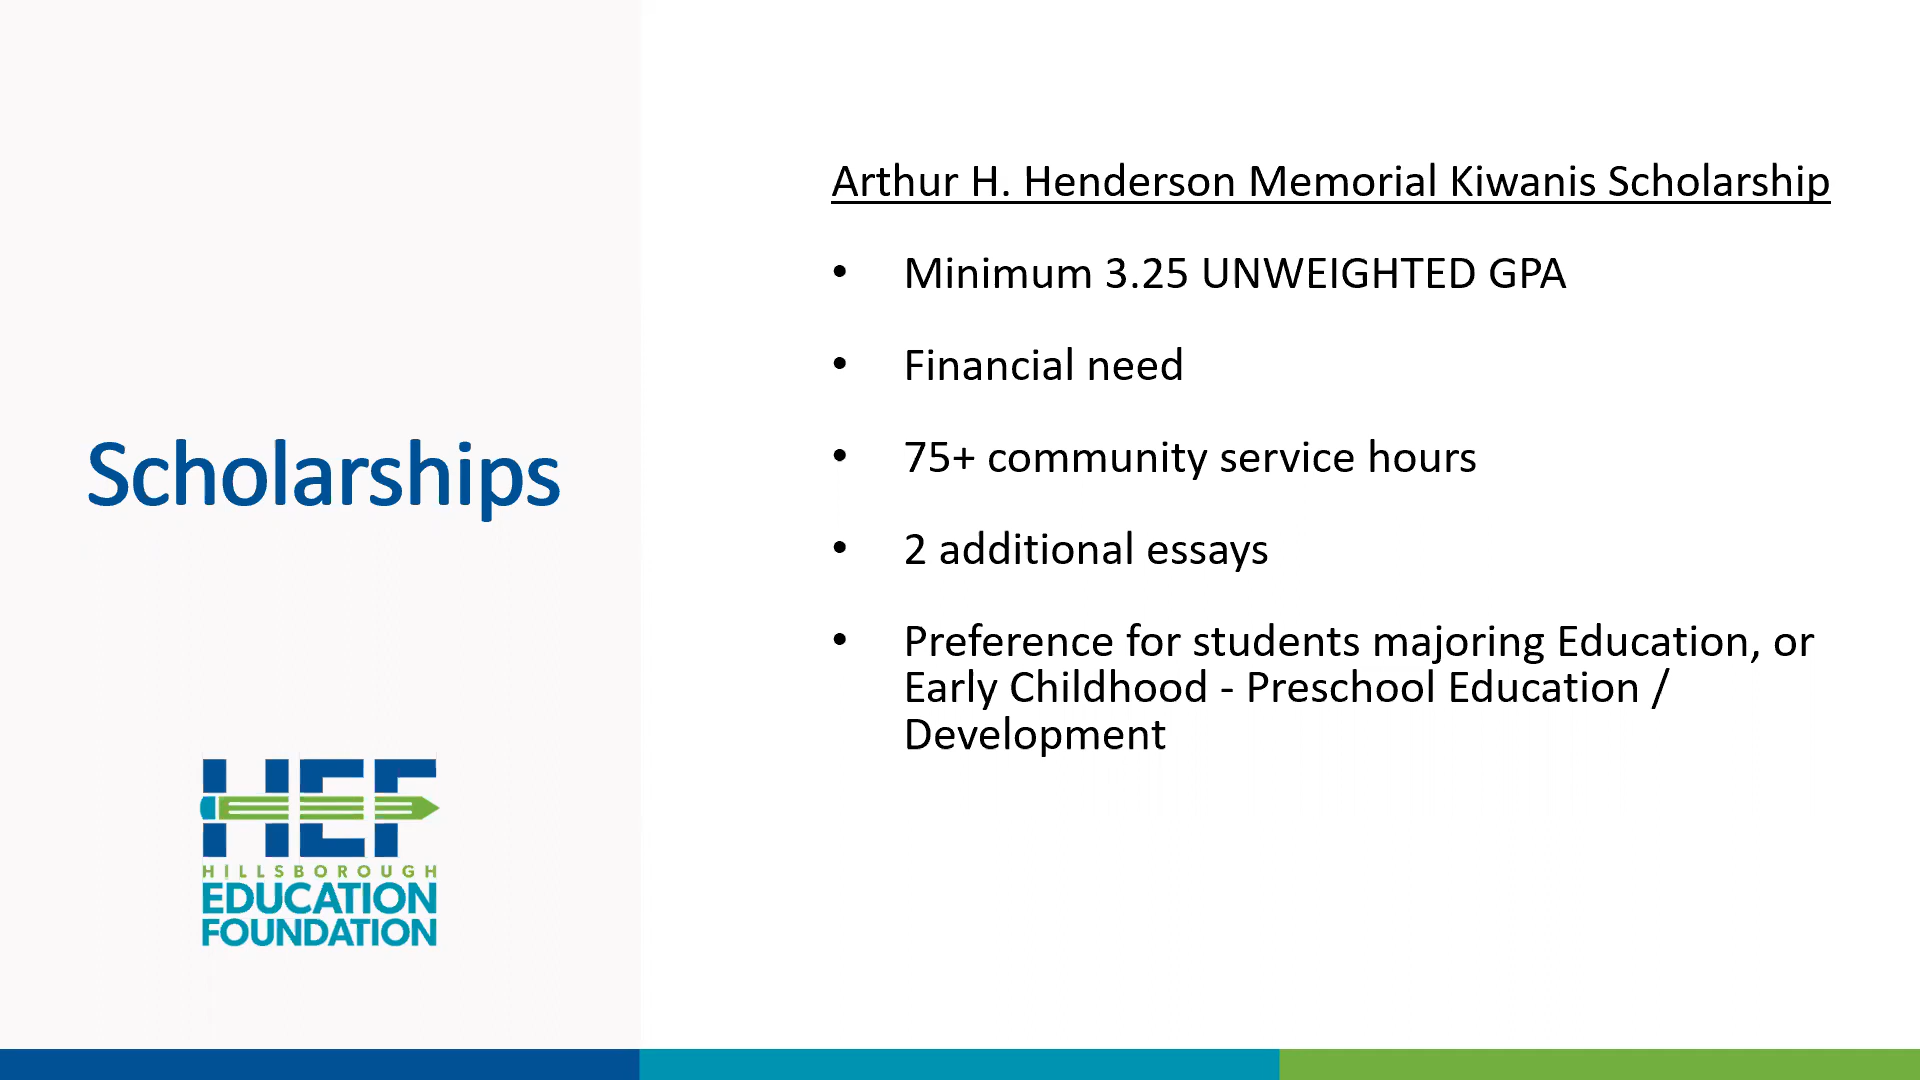 Scholarships
HEF
HILLSBOROUGH
EDUCATION
FOUNDATION
Arthur H. Henderson Memorial Kiwanis Scholarship
• Minimum 3.25 UNWEIGHTED GPA
• Financial need
• 75+ community service hours
• 2 additional essays
• Preference for students majoring Education, or
Early Childhood - Preschool Education /
Development